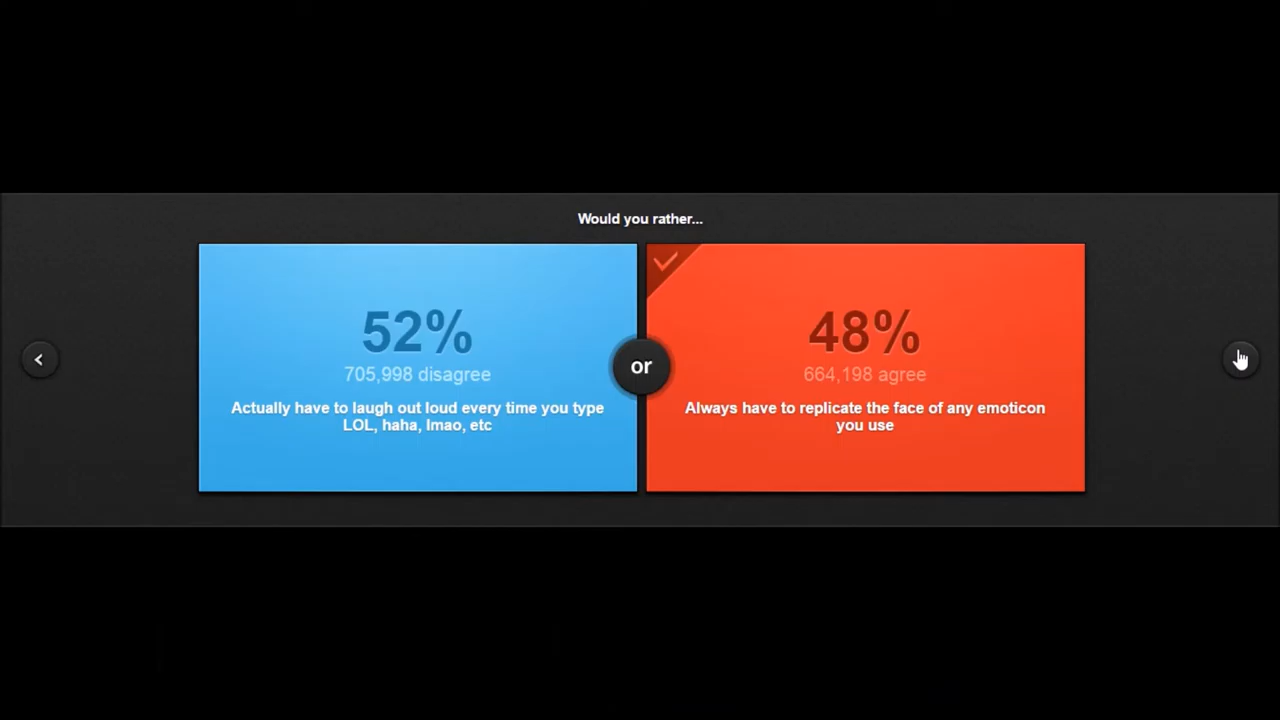 Would you rather...
52%
705,998 disagree
Actually have to laugh out loud every time you type
LOL, haha, lmao, etc
or
48%
664,198 agree
Always have to replicate the face of any emoticon
you use